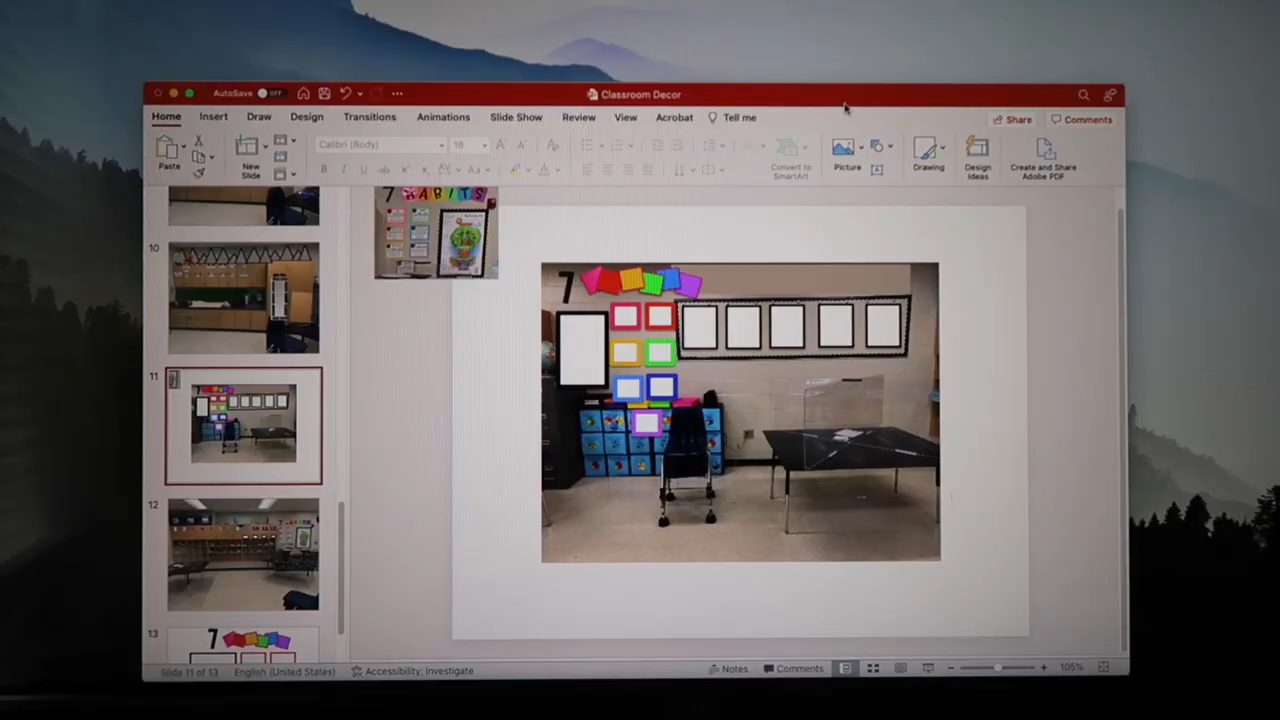 AutoSave OFF
Classroom Decor
Home Insert Draw Design Transitions Animations Slide Show Review View Acrobat Tell me
Share Comments
Paste
New
Slide
Calibri (Body) 18
Convert to
SmartArt
Picture
Drawing
Design
Ideas
Create and Share
Adobe PDF
7 HABITS
10
11
12
13
7
7
Slide 11 of 13 English (United States) Accessibility: Investigate
Notes Comments 105%